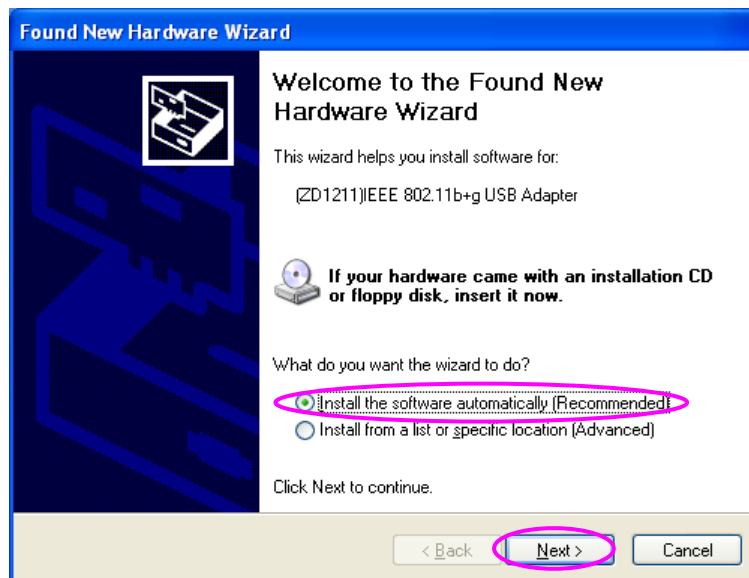 Found New Hardware Wizard
Welcome to the Found New
Hardware Wizard
This wizard helps you install software for:
(ZD1211)IEEE 802.11b+g USB Adapter
If your hardware came with an installation CD
or floppy disk, insert it now.
What do you want the wizard to do?
Install the software automatically (Recommended)
Install from a list or specific location (Advanced)
Click Next to continue.
< Back Next > Cancel